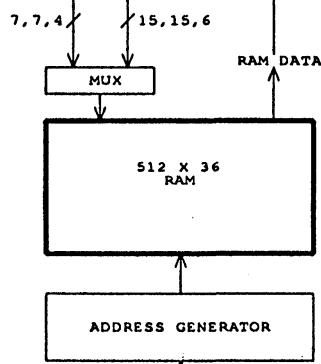 7,7,4 15,15,6
RAM DATA
MUX
512 X 36
RAM
ADDRESS GENERATOR